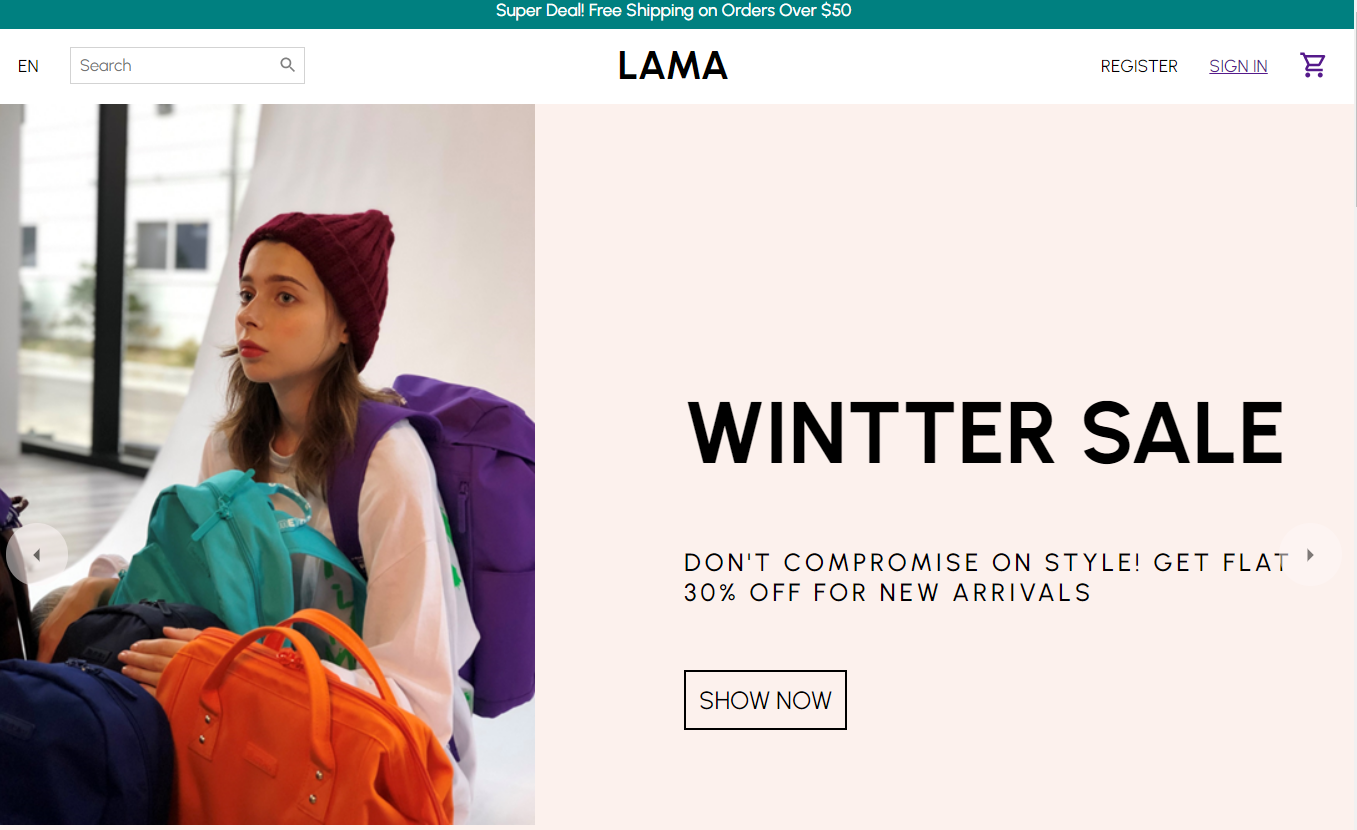 Super Deal! Free Shipping on Orders Over $50
EN
Search
LAMA
REGISTER
SIGN IN
WINTTER SALE
DON'T COMPROMISE ON STYLE! GET FLAT
30% OFF FOR NEW ARRIVALS
SHOW NOW